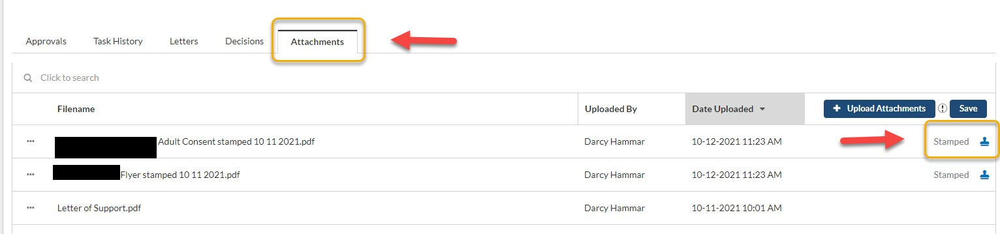 Approvals Task History Letters Decisions Attachments
Click to search
Filename Uploaded By Date Uploaded + Upload Attachments ! Save
... Adult Consent stamped 10 11 2021.pdf Darcy Hammar 10-12-2021 11:23 AM Stamped
... Flyer stamped 10 11 2021.pdf Darcy Hammar 10-12-2021 11:23 AM Stamped
... Letter of Support.pdf Darcy Hammar 10-11-2021 10:01 AM